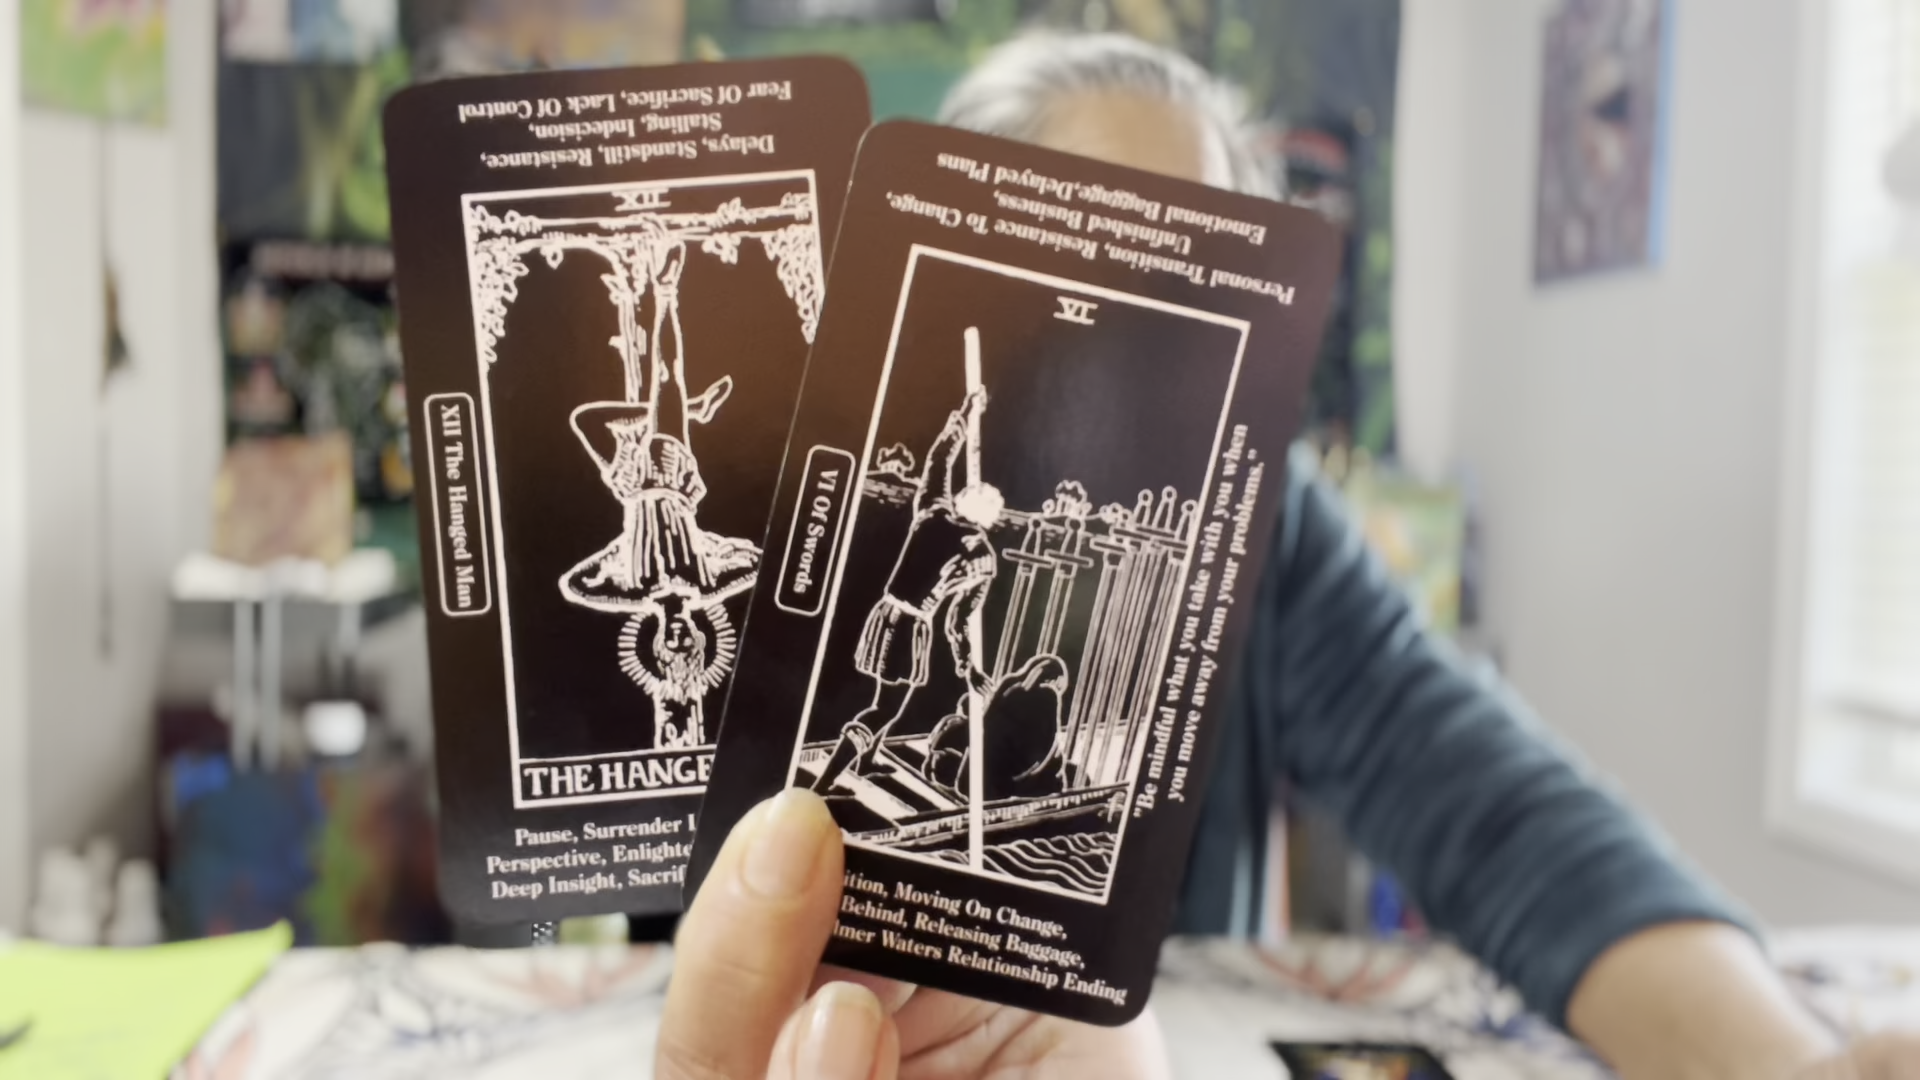 Fear Of Sacrifice, Lack Of Control
Stalling, Indecision,
Delays, Standstill, Resistance,
XII
XII The Hanged Man
THE HANGE
Pause, Surrender
Perspective, Enlighte
Deep Insight, Sacrif
Personal Transition, Resistance To Change,
Unfinished Business,
Emotional Baggage,Delayed Plans
VI
VI Of Swords
"Be mindful what you take with you when
you move away from your problems."
ition, Moving On Change,
Behind, Releasing Baggage,
lmer Waters Relationship Ending